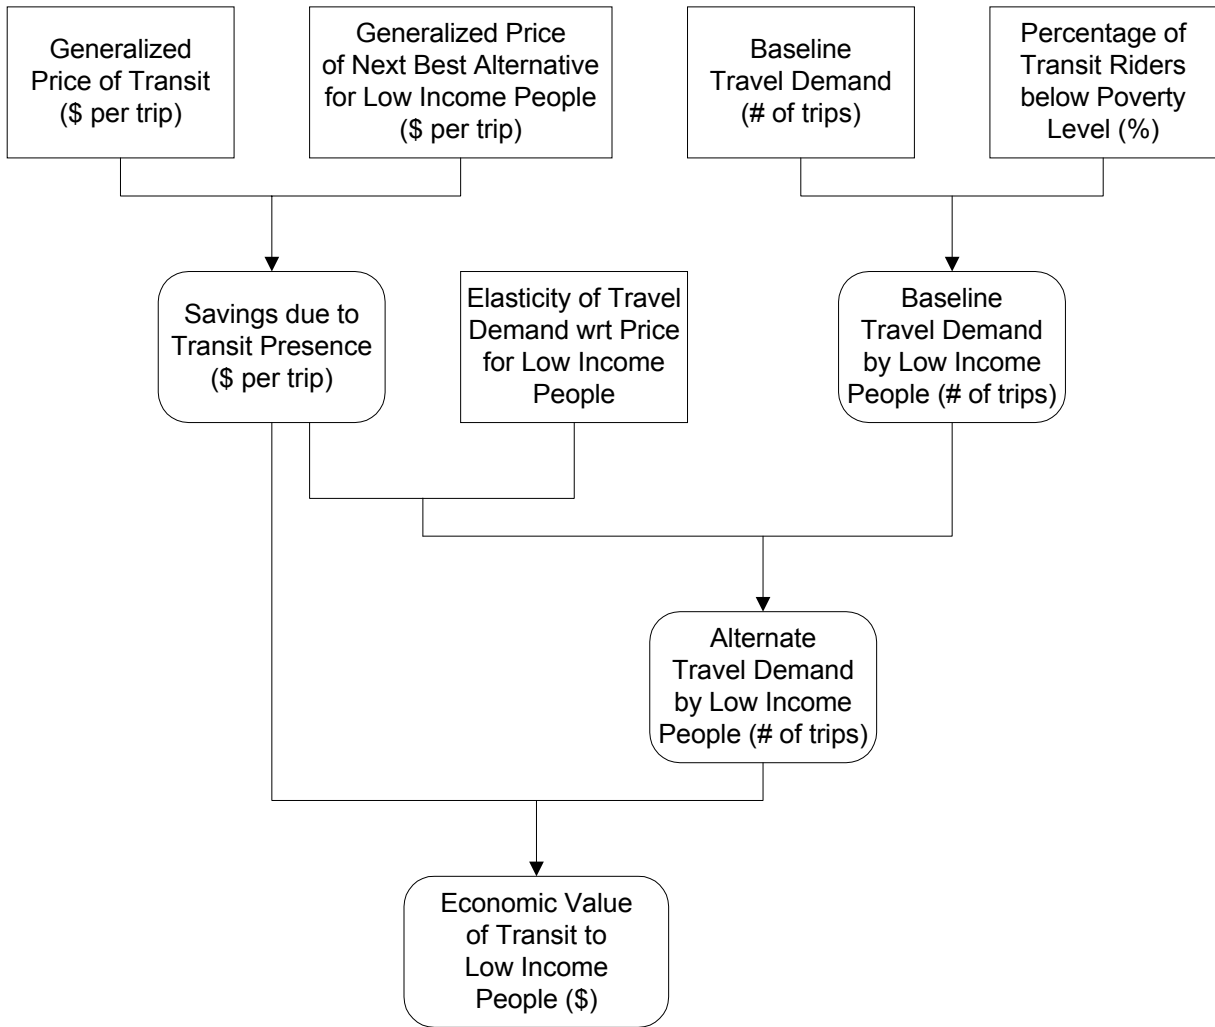 Generalized
Price of Transit
($ per trip)
Generalized Price
of Next Best Alternative
for Low Income People
($ per trip)
Baseline
Travel Demand
(# of trips)
Percentage of
Transit Riders
below Poverty
Level (%)
Savings due to
Transit Presence
($ per trip)
Elasticity of Travel
Demand wrt Price
for Low Income
People
Baseline
Travel Demand
by Low Income
People (# of trips)
Alternate
Travel Demand
by Low Income
People (# of trips)
Economic Value
of Transit to
Low Income
People ($)